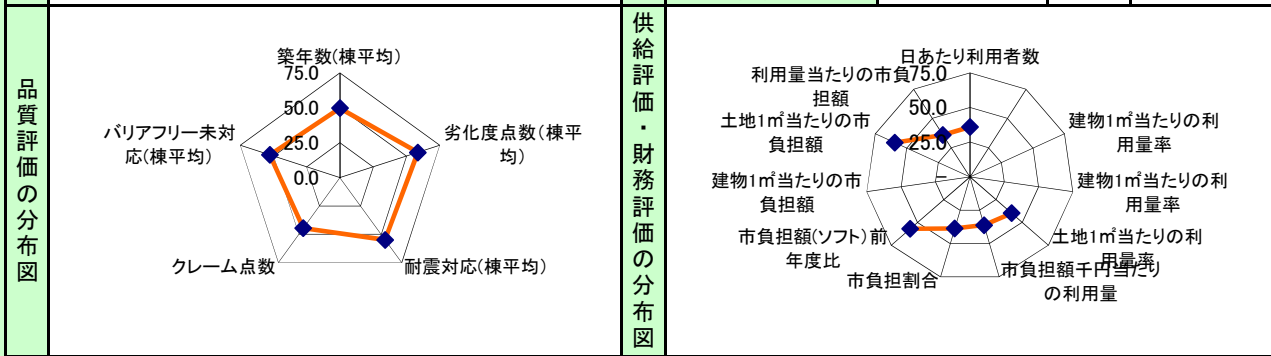 品質評価の分布図
築年数(棟平均)
75.0
50.0
25.0
0.0
劣化度点数(棟平
均)
耐震対応(棟平均)
クレーム点数
バリアフリー未対
応(棟平均)
供給評価・財務評価の分布図
日あたり利用者数
75.0
50.0
25.0
－
建物1㎡当たりの利
用量率
建物1㎡当たりの利
用量率
土地1㎡当たりの利
用量率
市負担額千円当たり
の利用量
市負担割合
市負担額(ソフト)前
年度比
建物1㎡当たりの市
負担額
土地1㎡当たりの市
負担額
利用量当たりの市負
担額